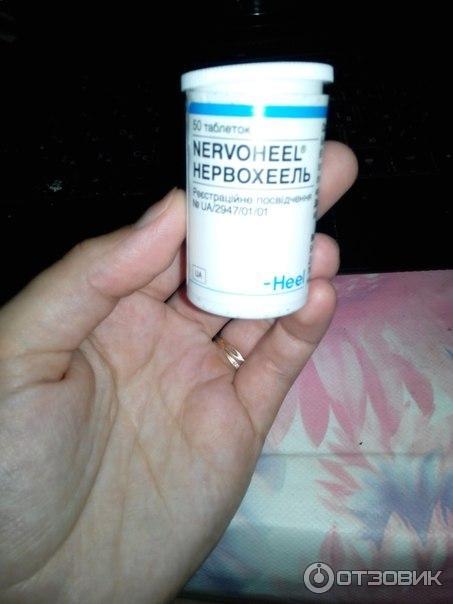 50 таблеток
NERVOHEEL®
НЕРВОХЕЕЛЬ
Реєстраційне посвідчення
№ UA/2947/01/01
UA
-Heel
ОТЗОВИК